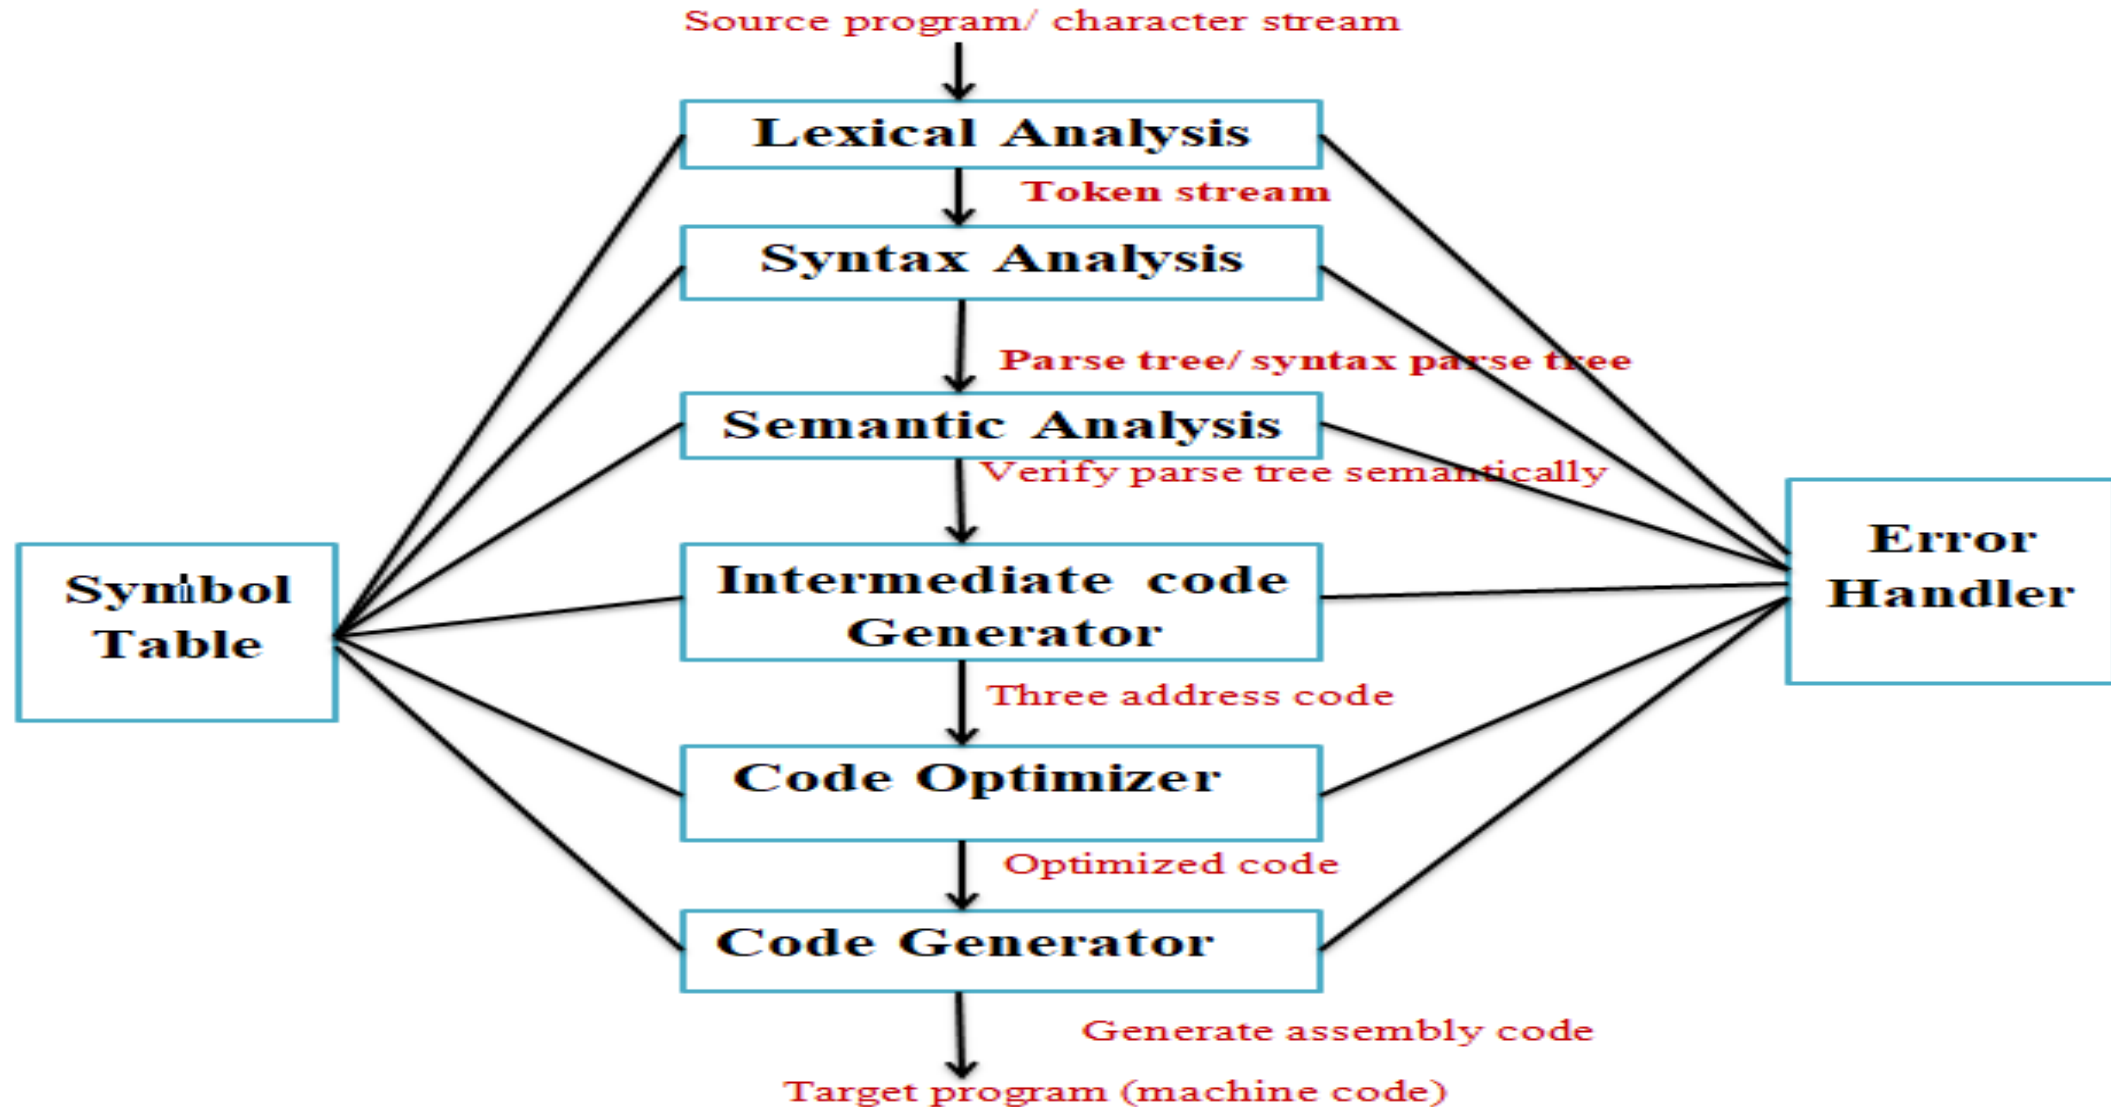 Source program/ character stream
Lexical Analysis
Token stream
Syntax Analysis
Parse tree/ syntax parse tree
Semantic Analysis
Verify parse tree semantically
Symbol
Table
Intermediate code
Generator
Error
Handler
Three address code
Code Optimizer
Optimized code
Code Generator
Generate assembly code
Target program (machine code)